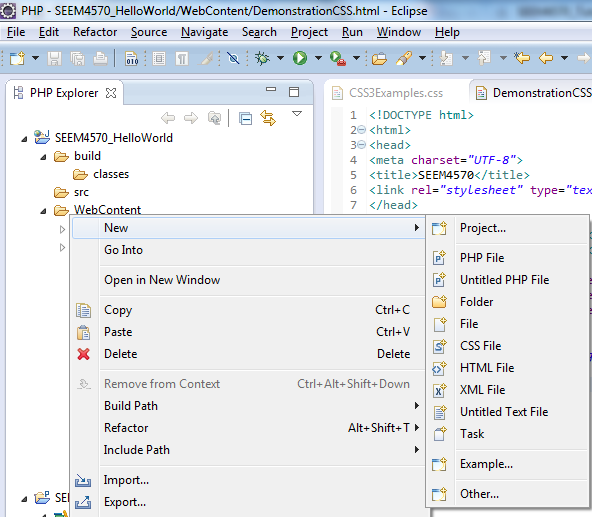 PHP - SEEM4570_HelloWorld/WebContent/DemonstrationCSS.html - Eclipse
File Edit Refactor Source Navigate Search Project Run Window Help
PHP Explorer
CSS3Examples.css
DemonstrationCSS
SEEM4570_HelloWorld
build
classes
src
WebContent
1 <!DOCTYPE html>
2 <html>
3 <head>
4 <meta charset="UTF-8">
5 <title>SEEM4570</title>
6 <link rel="stylesheet" type="tex
7 </head>
New
Go Into
Open in New Window
Copy Ctrl+C
Paste Ctrl+V
Delete Delete
Remove from Context Ctrl+Alt+Shift+Down
Build Path
Refactor Alt+Shift+T
Include Path
Import...
Export...
Project...
PHP File
Untitled PHP File
Folder
File
CSS File
HTML File
XML File
Untitled Text File
Task
Example...
Other...